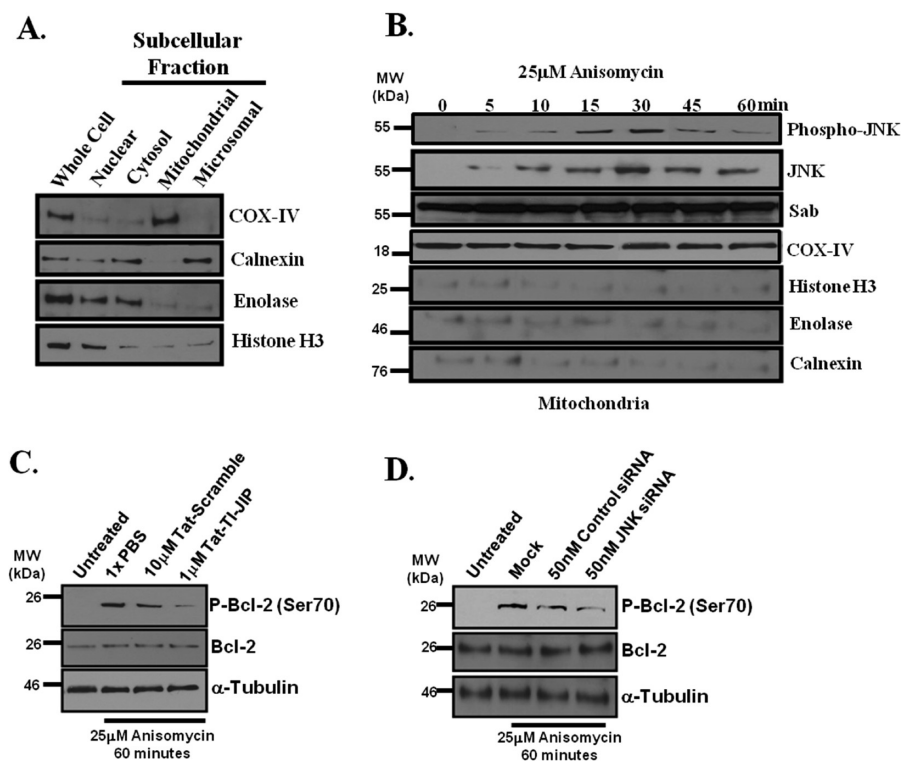 A.
Subcellular
Fraction
Whole Cell
Nuclear
Cytosol
Mitochondrial
Microsomal
COX-IV
Calnexin
Enolase
Histone H3
B.
25µM Anisomycin
MW
(kDa)
0 5 10 15 30 45 60min
55 Phospho-JNK
55 JNK
55 Sab
18 COX-IV
25 Histone H3
46 Enolase
76 Calnexin
Mitochondria
C.
MW
(kDa)
Untreated
1x PBS
10µM Tat-Scramble
1µM Tat-TI-JIP
26 P-Bcl-2 (Ser70)
26 Bcl-2
46 α-Tubulin
25µM Anisomycin
60 minutes
D.
MW
(kDa)
Untreated
Mock
50nM Control siRNA
50nM JNK siRNA
26 P-Bcl-2 (Ser70)
26 Bcl-2
46 α-Tubulin
25µM Anisomycin
60 minutes